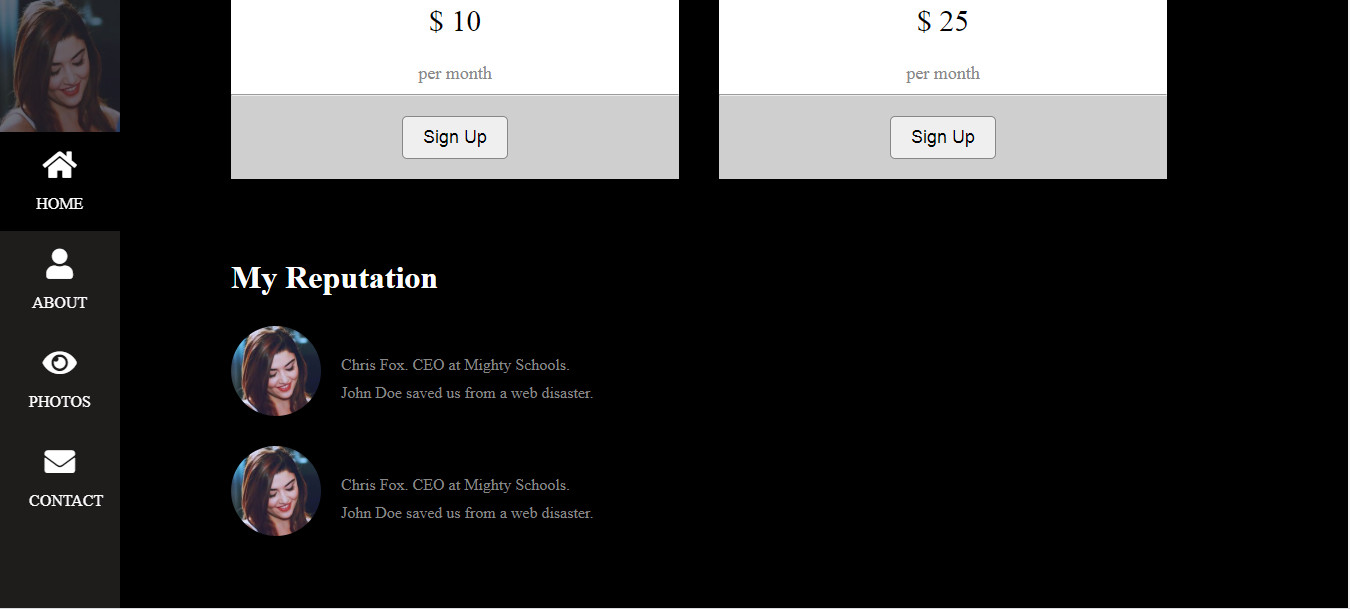 $ 10
per month
Sign Up
$ 25
per month
Sign Up
HOME
ABOUT
PHOTOS
CONTACT
My Reputation
Chris Fox. CEO at Mighty Schools.
John Doe saved us from a web disaster.
Chris Fox. CEO at Mighty Schools.
John Doe saved us from a web disaster.